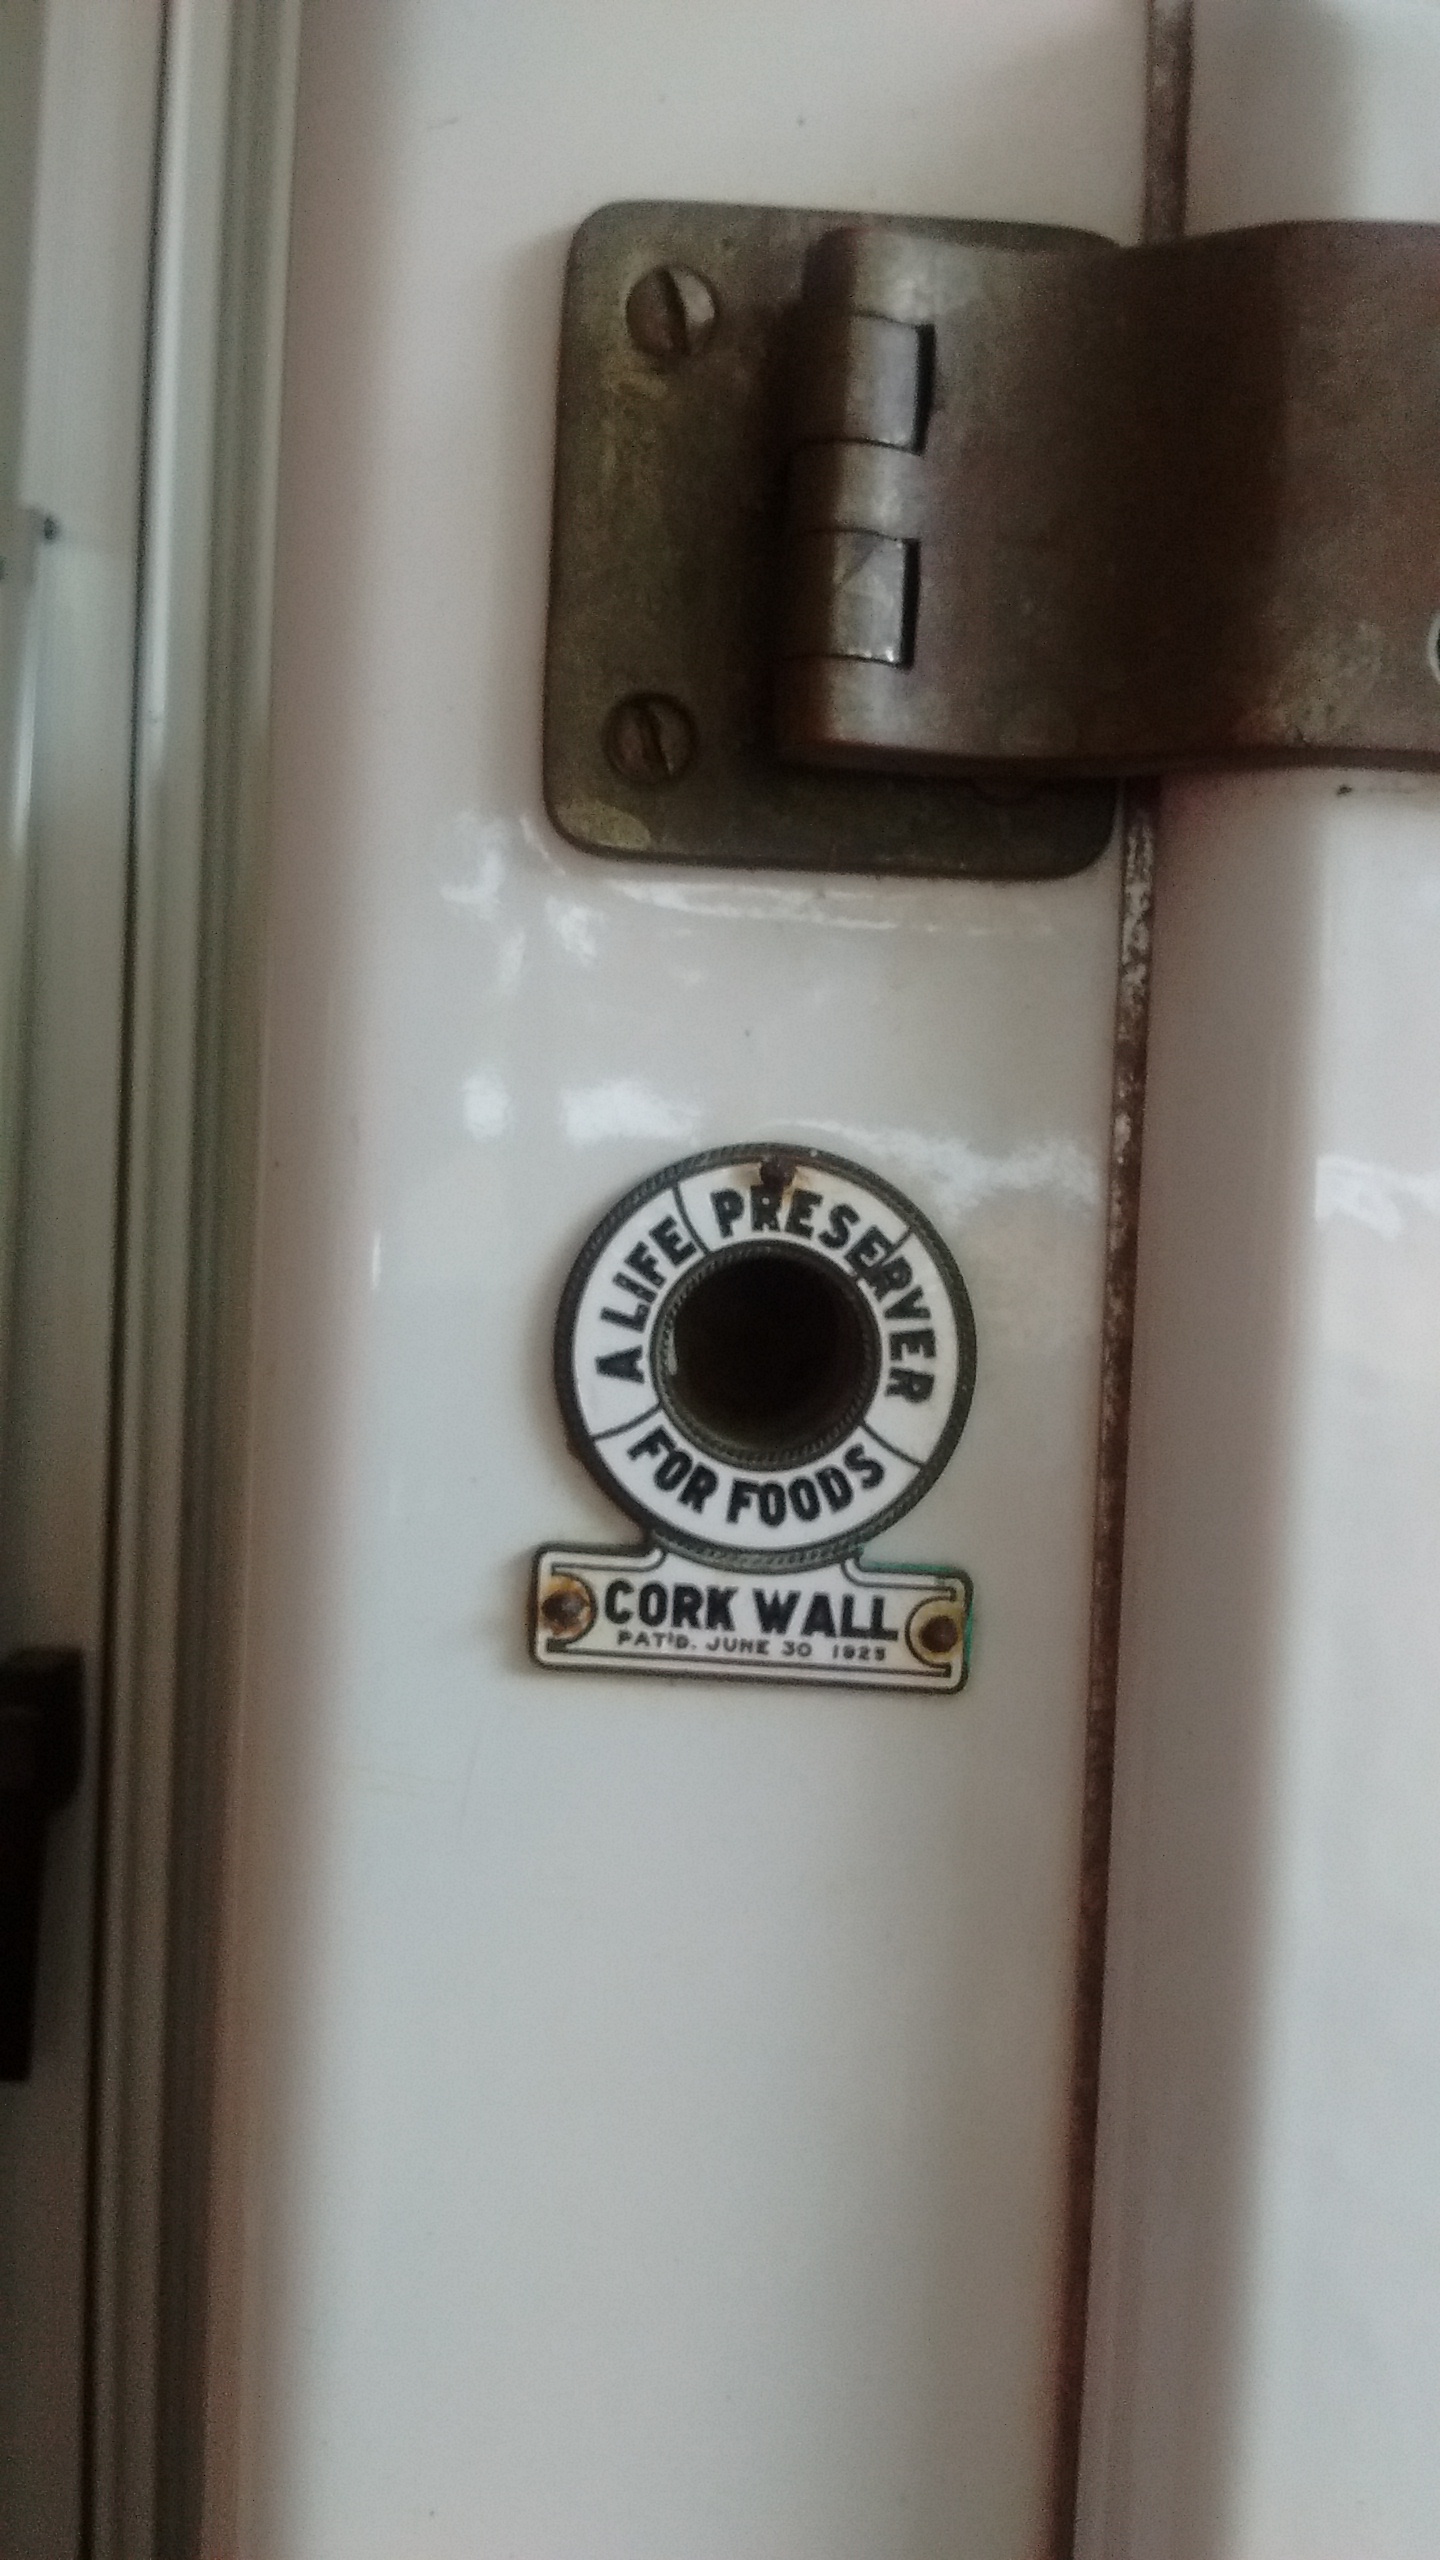 A LIFE PRESERVER
FOR FOODS
CORK WALL
PAT'D. JUNE 30 1925